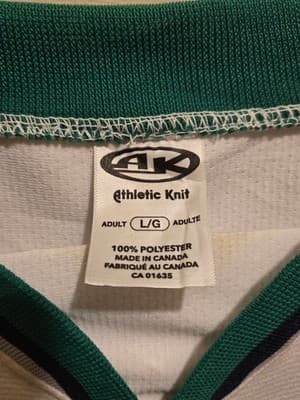 AK
Athletic Knit
ADULT L/G ADULTE
100% POLYESTER
MADE IN CANADA
FABRIQUÉ AU CANADA
CA 01635